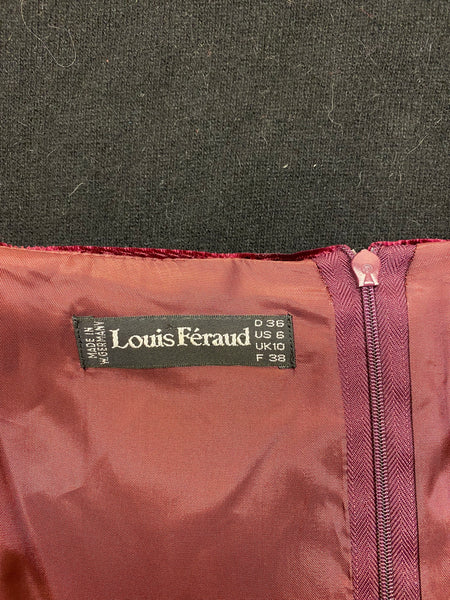 MADE IN
W.GERMANY
Louis Féraud
D 36
US 6
UK10
F 38